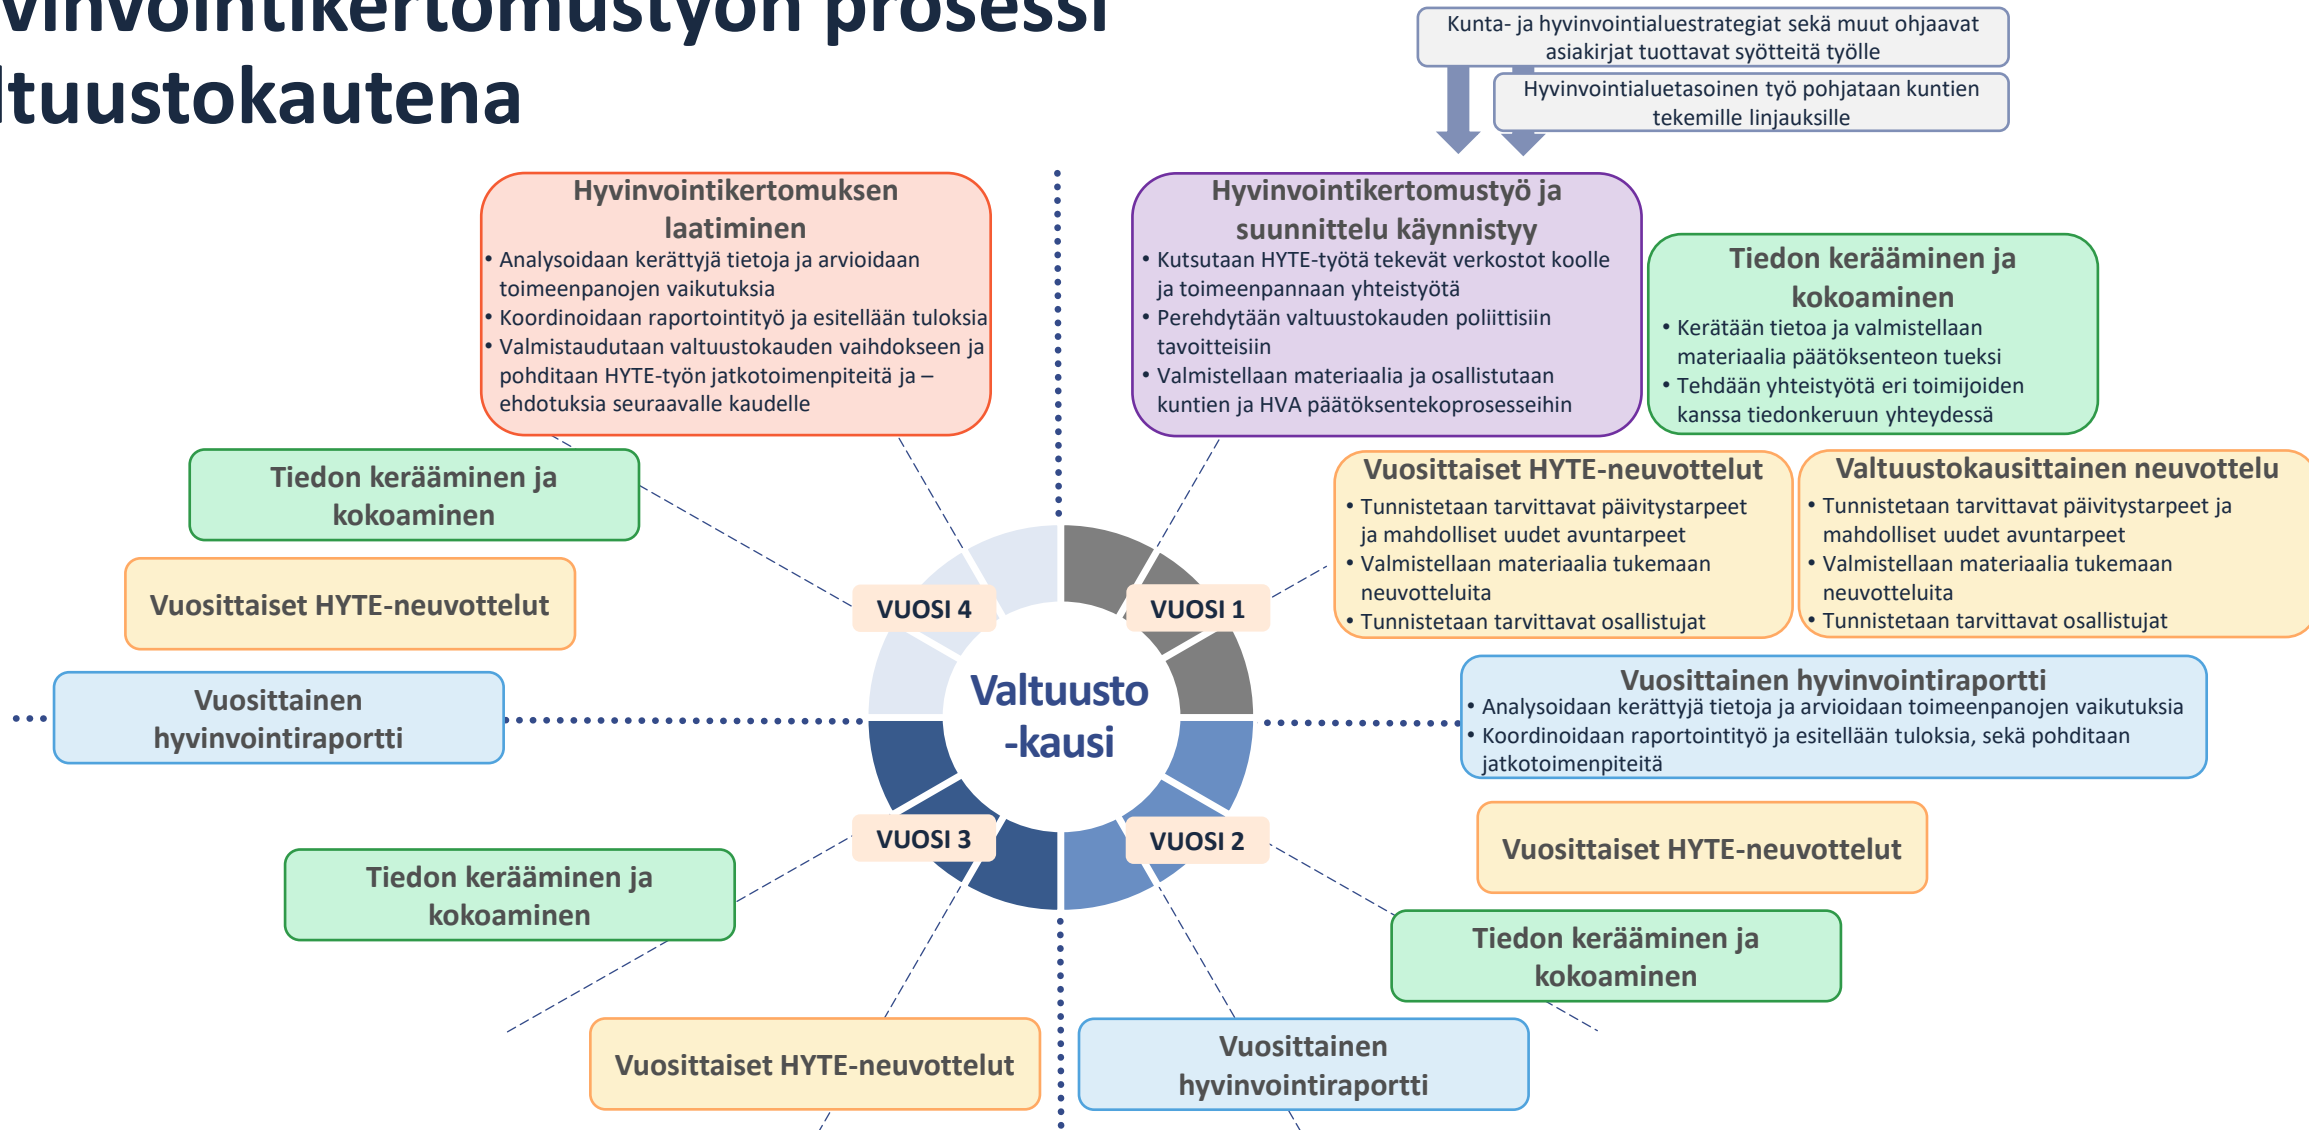 vinvointikertomustyön prosessi
ltuustokautena
Kunta- ja hyvinvointialuestrategiat sekä muut ohjaavat
asiakirjat tuottavat syötteitä työlle
Hyvinvointialuetasoinen työ pohjataan kuntien
tekemille linjauksille
Hyvinvointikertomuksen
laatiminen
• Analysoidaan kerättyjä tietoja ja arvioidaan
toimeenpanojen vaikutuksia
• Koordinoidaan raportointityö ja esitellään tuloksia
• Valmistaudutaan valtuustokauden vaihdokseen ja
pohditaan HYTE-työn jatkotoimenpiteitä ja –
ehdotuksia seuraavalle kaudelle
Hyvinvointikertomustyö ja
suunnittelu käynnistyy
• Kutsutaan HYTE-työtä tekevät verkostot koolle
ja toimeenpannaan yhteistyötä
• Perehdytään valtuustokauden poliittisiin
tavoitteisiin
• Valmistellaan materiaalia ja osallistutaan
kuntien ja HVA päätöksentekoprosesseihin
Tiedon kerääminen ja
kokoaminen
• Kerätään tietoa ja valmistellaan
materiaalia päätöksenteon tueksi
• Tehdään yhteistyötä eri toimijoiden
kanssa tiedonkeruun yhteydessä
Tiedon kerääminen ja
kokoaminen
Vuosittaiset HYTE-neuvottelut
• Tunnistetaan tarvittavat päivitystarpeet
ja mahdolliset uudet avuntarpeet
• Valmistellaan materiaalia tukemaan
neuvotteluita
• Tunnistetaan tarvittavat osallistujat
Valtuustokausittainen neuvottelu
• Tunnistetaan tarvittavat päivitystarpeet ja
mahdolliset uudet avuntarpeet
• Valmistellaan materiaalia tukemaan
neuvotteluita
• Tunnistetaan tarvittavat osallistujat
Vuosittaiset HYTE-neuvottelut
VUOSI 4
VUOSI 1
Vuosittainen
hyvinvointiraportti
Valtuusto
-kausi
Vuosittainen hyvinvointiraportti
• Analysoidaan kerättyjä tietoja ja arvioidaan toimeenpanojen vaikutuksia
• Koordinoidaan raportointityö ja esitellään tuloksia, sekä pohditaan
jatkotoimenpiteitä
VUOSI 3
VUOSI 2
Vuosittaiset HYTE-neuvottelut
Tiedon kerääminen ja
kokoaminen
Tiedon kerääminen ja
kokoaminen
Vuosittaiset HYTE-neuvottelut
Vuosittainen
hyvinvointiraportti